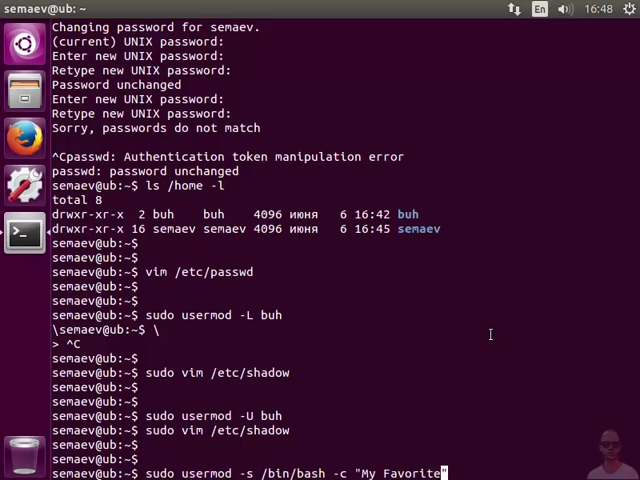 semaev@ub: ~
En
16:48
Changing password for semaev.
(current) UNIX password:
Enter new UNIX password:
Retype new UNIX password:
Password unchanged
Enter new UNIX password:
Retype new UNIX password:
Sorry, passwords do not match
^Cpasswd: Authentication token manipulation error
passwd: password unchanged
semaev@ub:~$ ls /home -l
total 8
drwxr-xr-x  2 buh    buh    4096 июня   6 16:42 buh
drwxr-xr-x 16 semaev semaev 4096 июня   6 16:45 semaev
semaev@ub:~$
semaev@ub:~$
semaev@ub:~$ vim /etc/passwd
semaev@ub:~$
semaev@ub:~$
semaev@ub:~$ sudo usermod -L buh
\semaev@ub:~$ \
> ^C
semaev@ub:~$
semaev@ub:~$ sudo vim /etc/shadow
semaev@ub:~$
semaev@ub:~$
semaev@ub:~$ sudo usermod -U buh
semaev@ub:~$ sudo vim /etc/shadow
semaev@ub:~$
semaev@ub:~$
semaev@ub:~$ sudo usermod -s /bin/bash -c "My Favorite"